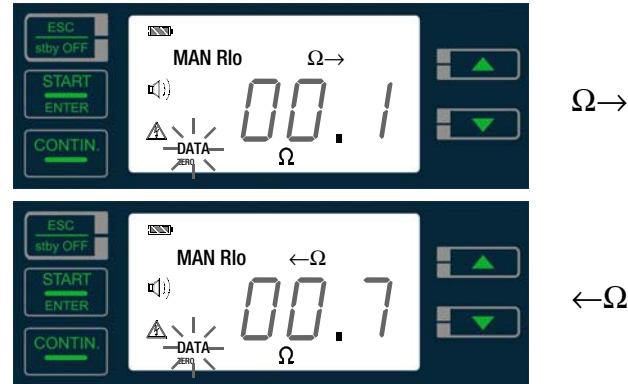 ESC
stby OFF
START
ENTER
CONTIN.
MAN Rlo Ω→
00.1
DATA
ZERO
Ω
Ω→
ESC
stby OFF
START
ENTER
CONTIN.
MAN Rlo ←Ω
00.7
DATA
ZERO
Ω
←Ω